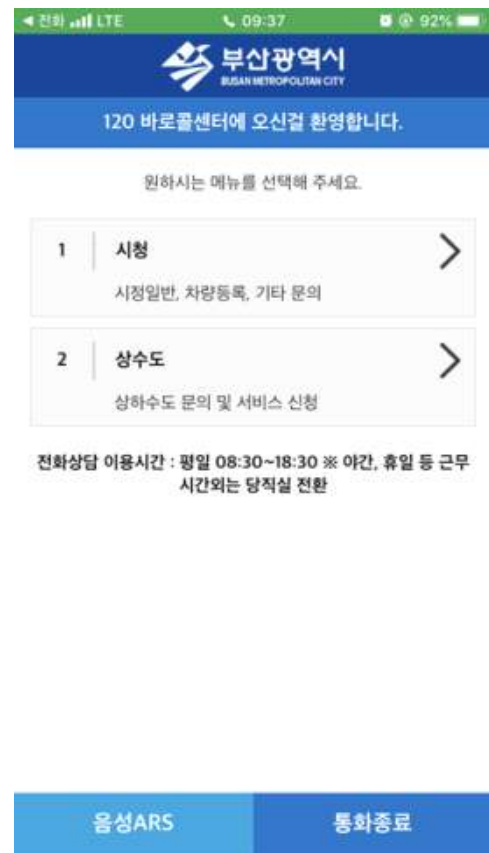 전화 LTE 09:37 92%
부산광역시
BUSAN METROPOLITAN CITY
120 바로콜센터에 오신걸 환영합니다.
원하시는 메뉴를 선택해 주세요.
1 시청
시정일반, 차량등록, 기타 문의
2 상수도
상하수도 문의 및 서비스 신청
전화상담 이용시간 : 평일 08:30~18:30 ※ 야간, 휴일 등 근무
시간외는 당직실 전환
음성ARS 통화종료